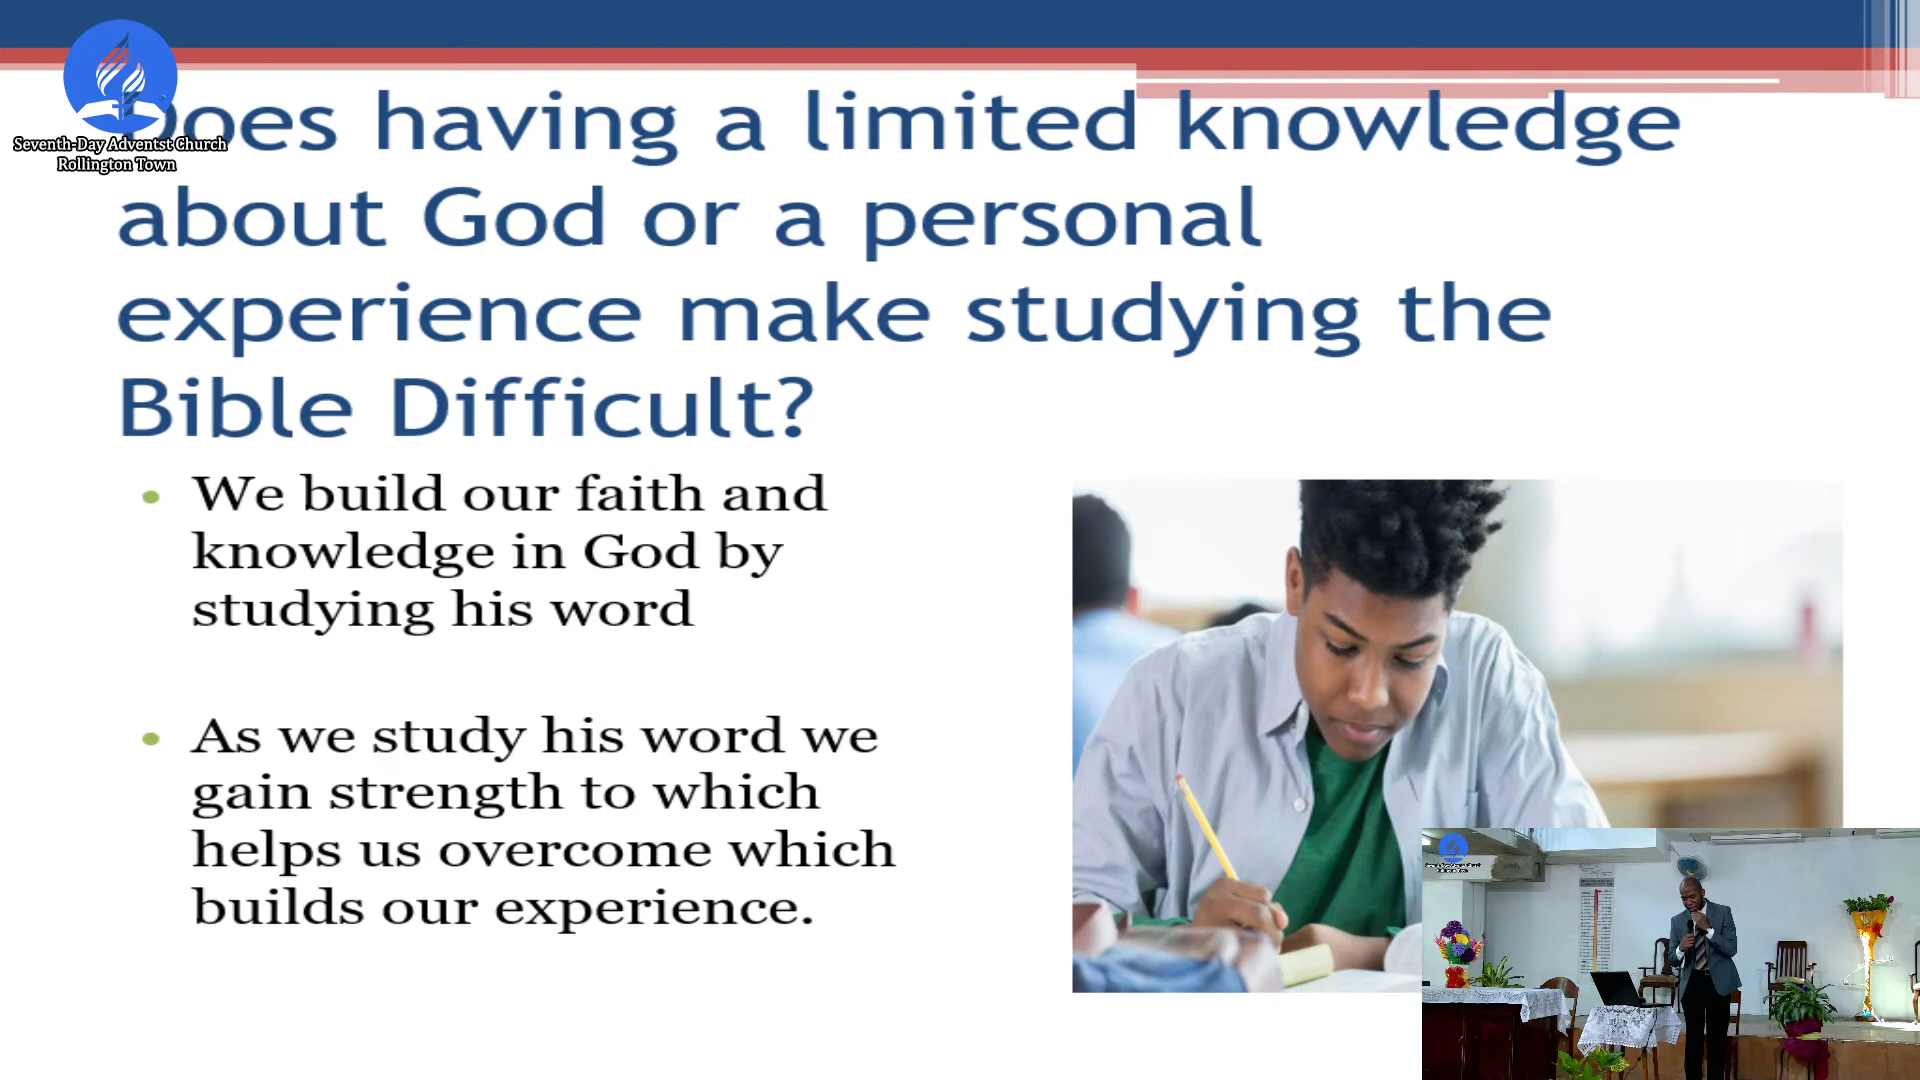 Does having a limited knowledge
about God or a personal
experience make studying the
Bible Difficult?
Seventh-Day Adventst Church
Rollington Town
We build our faith and
knowledge in God by
studying his word
As we study his word we
gain strength to which
helps us overcome which
builds our experience.